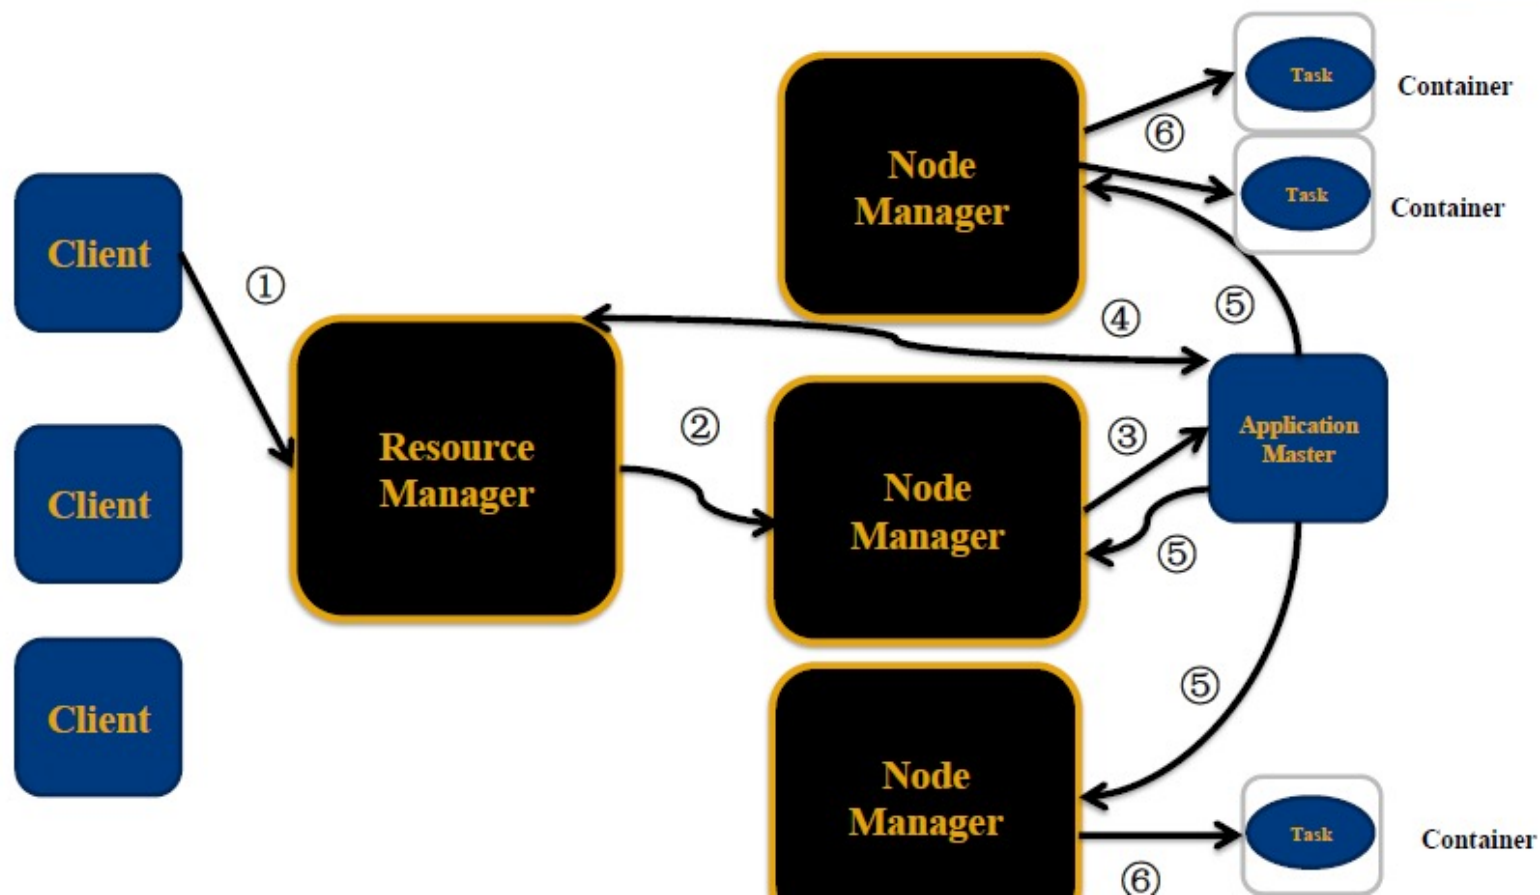 Task
Container
⑥
Node
Manager
Task
Container
Client
①
⑤
④
Application
Master
②
③
Resource
Manager
Node
Manager
Client
⑤
⑤
Client
Node
Manager
Task
Container
⑥